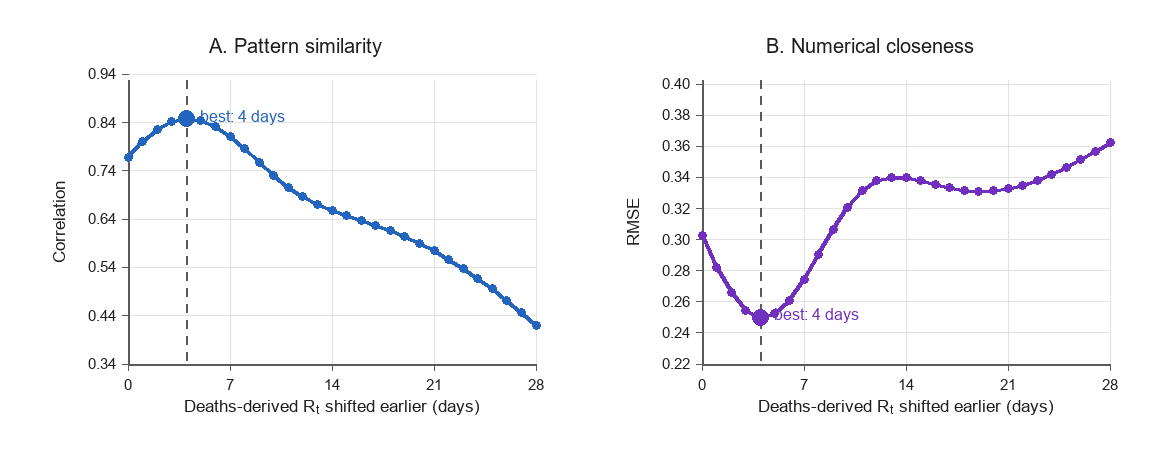 A. Pattern similarity
0.94
0.84
0.74
0.64
0.54
0.44
0.34
Correlation
best: 4 days
0 7 14 21 28
Deaths-derived Rt shifted earlier (days)
B. Numerical closeness
0.40
0.38
0.36
0.34
0.32
0.30
0.28
0.26
0.24
0.22
RMSE
best: 4 days
0 7 14 21 28
Deaths-derived Rt shifted earlier (days)